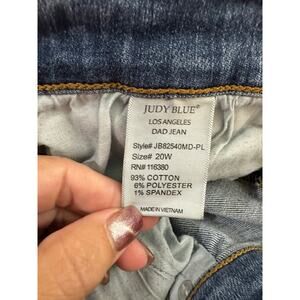 JUDY BLUE®
LOS ANGELES
DAD JEAN
Style# JB82540MD-PL
Size# 20W
RN# 116380
93% COTTON
6% POLYESTER
1% SPANDEX
MADE IN VIETNAM